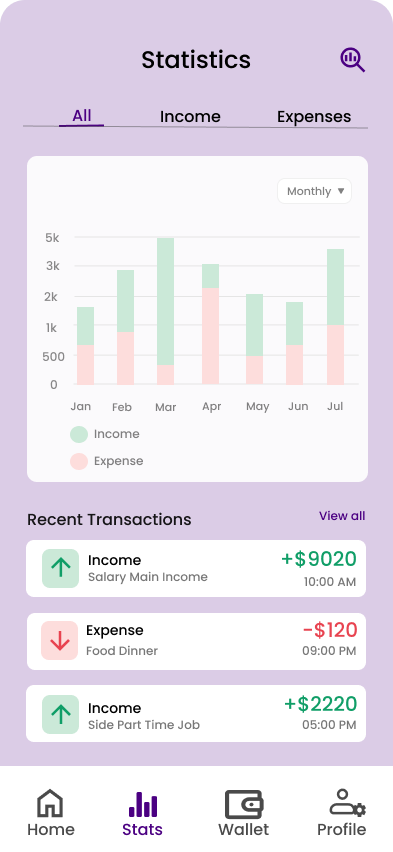 Statistics
All Income Expenses
Monthly ▼
5k
3k
2k
1k
500
0
Jan Feb Mar Apr May Jun Jul
Income
Expense
Recent Transactions View all
Income +$9020
Salary Main Income 10:00 AM
Expense -$120
Food Dinner 09:00 PM
Income +$2220
Side Part Time Job 05:00 PM
Home Stats Wallet Profile